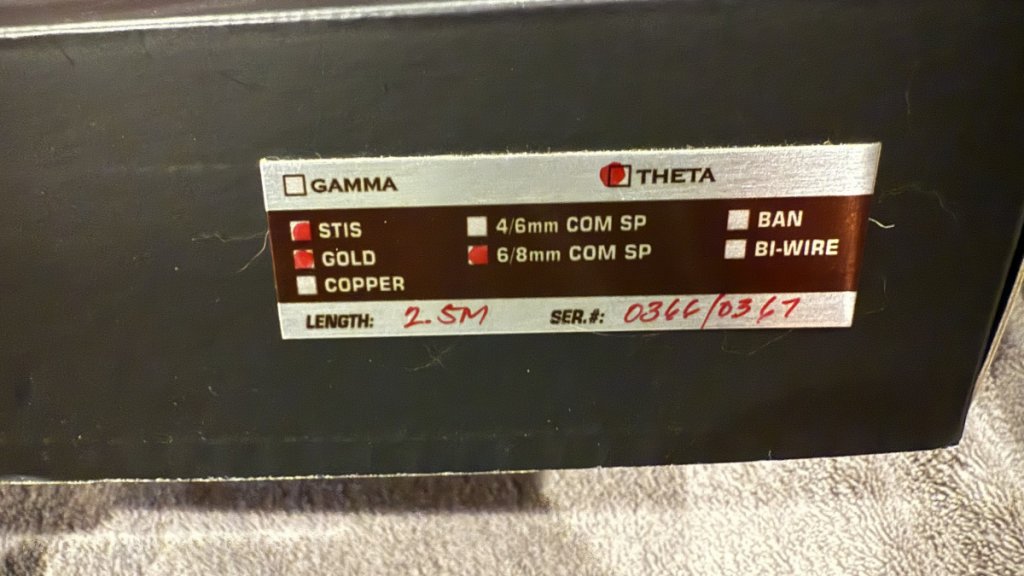 GAMMA THETA
STIS 4/6mm COM SP BAN
GOLD 6/8mm COM SP BI-WIRE
COPPER
LENGTH: 2.5M SER.#: 0366/0367